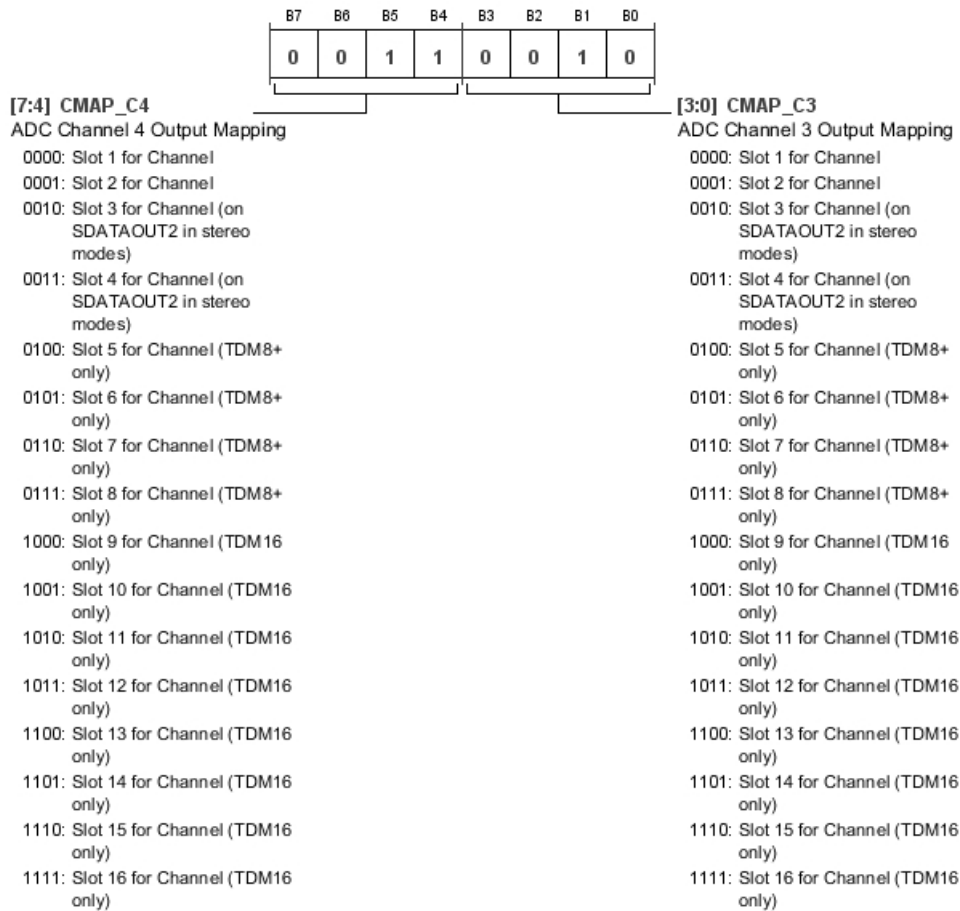 B7 B6 B5 B4 B3 B2 B1 B0
0 0 1 1 0 0 1 0
[7:4] CMAP_C4
ADC Channel 4 Output Mapping
0000: Slot 1 for Channel
0001: Slot 2 for Channel
0010: Slot 3 for Channel (on
SDATAOUT2 in stereo
modes)
0011: Slot 4 for Channel (on
SDATAOUT2 in stereo
modes)
0100: Slot 5 for Channel (TDM8+
only)
0101: Slot 6 for Channel (TDM8+
only)
0110: Slot 7 for Channel (TDM8+
only)
0111: Slot 8 for Channel (TDM8+
only)
1000: Slot 9 for Channel (TDM16
only)
1001: Slot 10 for Channel (TDM16
only)
1010: Slot 11 for Channel (TDM16
only)
1011: Slot 12 for Channel (TDM16
only)
1100: Slot 13 for Channel (TDM16
only)
1101: Slot 14 for Channel (TDM16
only)
1110: Slot 15 for Channel (TDM16
only)
1111: Slot 16 for Channel (TDM16
only)
[3:0] CMAP_C3
ADC Channel 3 Output Mapping
0000: Slot 1 for Channel
0001: Slot 2 for Channel
0010: Slot 3 for Channel (on
SDATAOUT2 in stereo
modes)
0011: Slot 4 for Channel (on
SDATAOUT2 in stereo
modes)
0100: Slot 5 for Channel (TDM8+
only)
0101: Slot 6 for Channel (TDM8+
only)
0110: Slot 7 for Channel (TDM8+
only)
0111: Slot 8 for Channel (TDM8+
only)
1000: Slot 9 for Channel (TDM16
only)
1001: Slot 10 for Channel (TDM16
only)
1010: Slot 11 for Channel (TDM16
only)
1011: Slot 12 for Channel (TDM16
only)
1100: Slot 13 for Channel (TDM16
only)
1101: Slot 14 for Channel (TDM16
only)
1110: Slot 15 for Channel (TDM16
only)
1111: Slot 16 for Channel (TDM16
only)